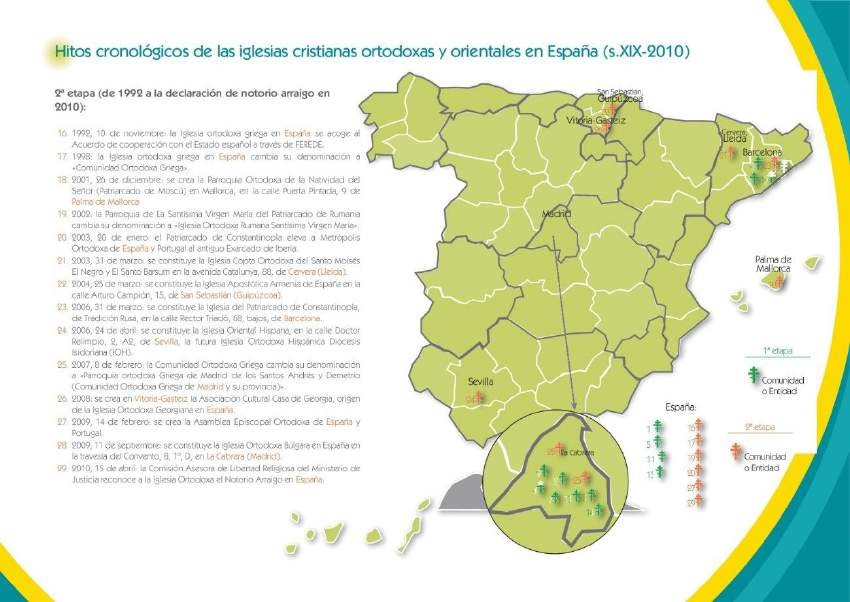 Hitos cronológicos de las iglesias cristianas ortodoxas y orientales en España (s.XIX-2010)
2ª etapa (de 1992 a la declaración de notorio arraigo en
2010):
16. 1992, 10 de noviembre: la Iglesia ortodoxa griega en España se acoge al
Acuerdo de cooperación con el Estado español a través de FEREDE.
17. 1998: la Iglesia ortodoxa griega en España cambia su denominación a
«Comunidad Ortodoxa Griega».
18. 2001, 26 de diciembre: se crea la Parroquia Ortodoxa de la Natividad del
Señor (Patriarcado de Moscú) en Mallorca, en la calle Puerta Pintada, 9 de
Palma de Mallorca
19. 2002: la Parroquia de La Santísima Virgen María del Patriarcado de Rumania
cambia su denominación a «Iglesia Ortodoxa Rumana Santísima Virgen María».
20. 2003, 20 de enero: el Patriarcado de Constantinopla eleva a Metrópolis
Ortodoxa de España y Portugal al antiguo Exarcado de Iberia.
21. 2003, 31 de marzo: se constituye la Iglesia Copta Ortodoxa del Santo Moisés
El Negro y El Santo Barsum en la avenida Catalunya, 88, de Cervera (Lleida).
22. 2004, 23 de marzo: se constituye la Iglesia Apostólica Armenia de España en la
calle Arturo Campión, 15, de San Sebastián (Guipúzcoa).
23. 2006, 31 de marzo: se constituye la Iglesia del Patriarcado de Constantinopla,
de Tradición Rusa, en la calle Rector Triadó, 68, bajos, de Barcelona.
24. 2006, 24 de abril: se constituye la Iglesia Oriental Hispana, en la calle Doctor
Relimpio, 2, A2, de Sevilla, la futura Iglesia Ortodoxa Hispánica Diócesis
Isidoriana (IOH).
25. 2007, 8 de febrero: la Comunidad Ortodoxa Griega cambia su denominación
a «Parroquia ortodoxa Griega de Madrid de los Santos Andrés y Demetrio
(Comunidad Ortodoxa Griega de Madrid y su provincia)».
26. 2008: se crea en Vitoria-Gasteiz la Asociación Cultural Casa de Georgia, origen
de la Iglesia Ortodoxa Georgiana en España.
27. 2009, 14 de febrero: se crea la Asamblea Episcopal Ortodoxa de España y
Portugal.
28. 2009, 11 de septiembre: se constituye la Iglesia Ortodoxa Búlgara en España en
la travesía del Convento, 8, 1º, D, en La Cabrera (Madrid).
29. 2010, 15 de abril: la Comisión Asesora de Libertad Religiosa del Ministerio de
Justicia reconoce a la Iglesia Ortodoxa el Notorio Arraigo en España.
San Sebastián,
Guipúzcoa
Vitoria-Gasteiz
Cervera,
Lleida
Barcelona
Madrid
Palma de
Mallorca
Sevilla
24
La Cabrera
España:
1 16
5 17
11 19
15 20
27
29
1ª etapa
Comunidad
o Entidad
2ª etapa
Comunidad
o Entidad